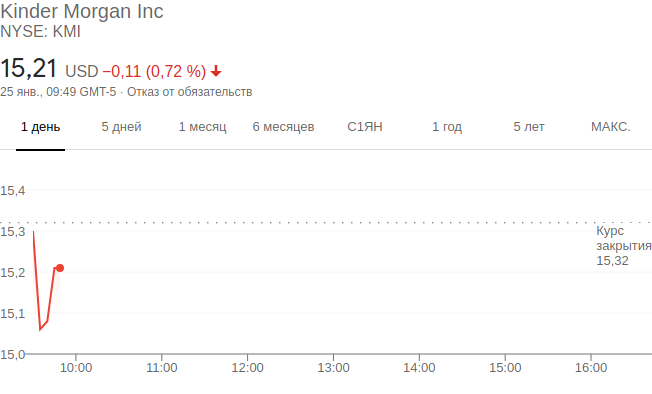 Kinder Morgan Inc
NYSE: KMI
15,21 USD −0,11 (0,72 %)
25 янв., 09:49 GMT-5 · Отказ от обязательств
1 день 5 дней 1 месяц 6 месяцев С1ЯН 1 год 5 лет МАКС.
15,4
15,3
15,2
15,1
15,0
Курс
закрытия
15,32
10:00 11:00 12:00 13:00 14:00 15:00 16:00